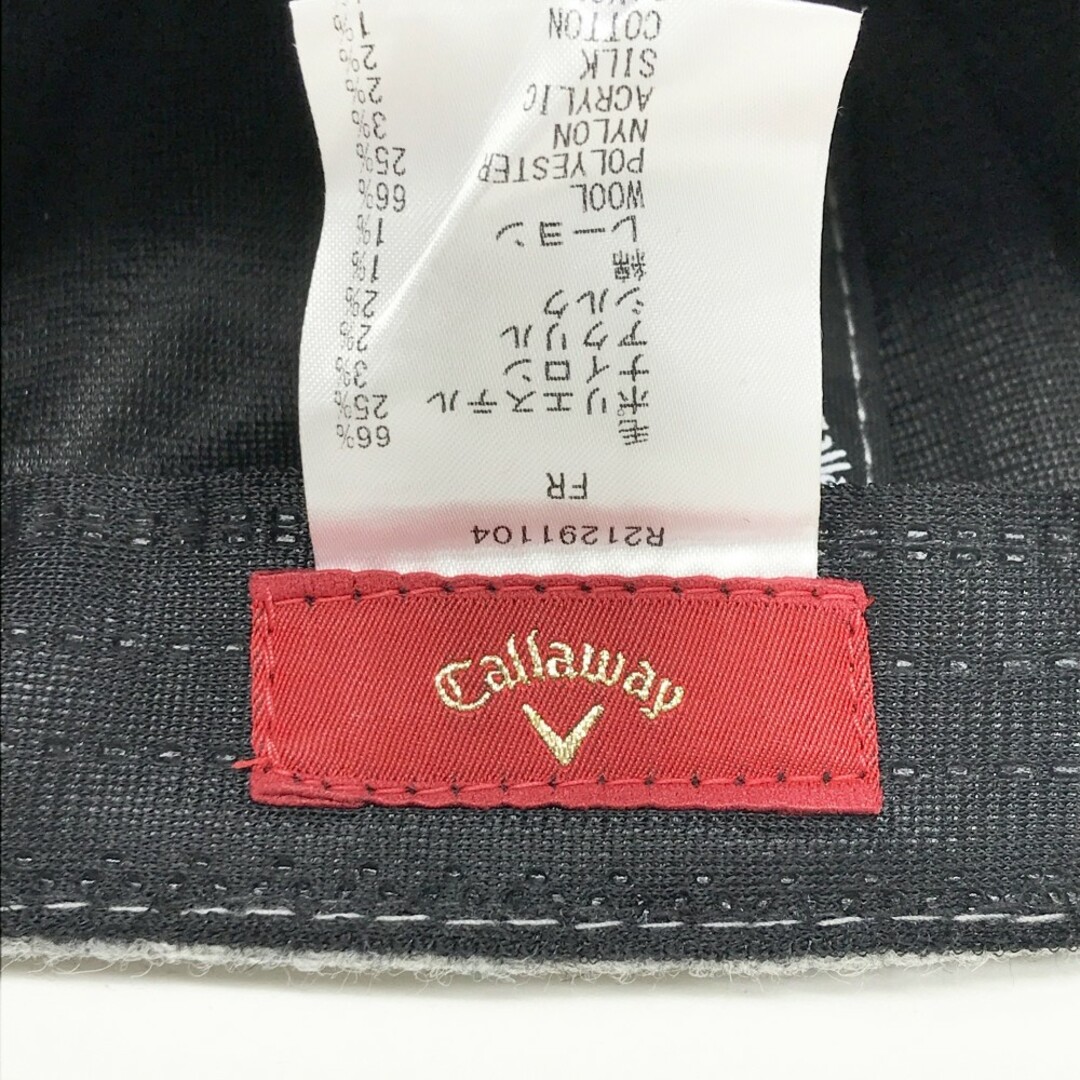 R21291104
FR
毛 66%
ポリエステル 25%
ナイロン 3%
アクリル 2%
シルク 2%
綿 1%
レーヨン 1%
WOOL 66%
POLYESTER 25%
NYLON 3%
ACRYLIC 2%
SILK 2%
COTTON 1%
Callaway